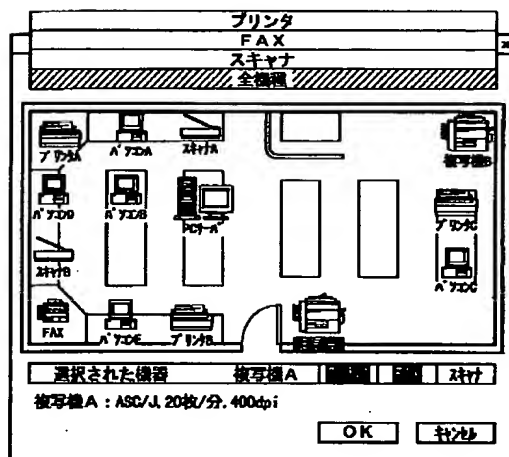 プリンタ
FAX
スキャナ
全機種
プリンタA
パソコンA
スキャナA
複写機B
パソコンD
パソコンB
PCサーバ
プリンタC
スキャナB
パソコンC
FAX
パソコンE
プリンタB
選択された機器 複写機A スキャナ
複写機A:ASC/J,20枚/分,400dpi
OK キャンセル